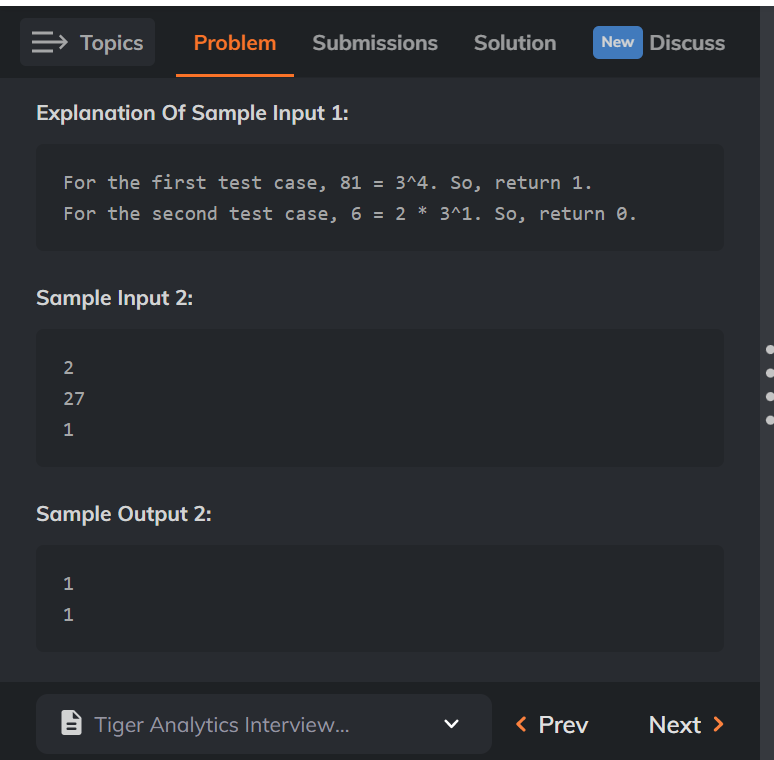 Topics Problem Submissions Solution New Discuss
Explanation Of Sample Input 1:
For the first test case, 81 = 3^4. So, return 1.
For the second test case, 6 = 2 * 3^1. So, return 0.
Sample Input 2:
2
27
1
Sample Output 2:
1
1
Tiger Analytics Interview... Prev Next